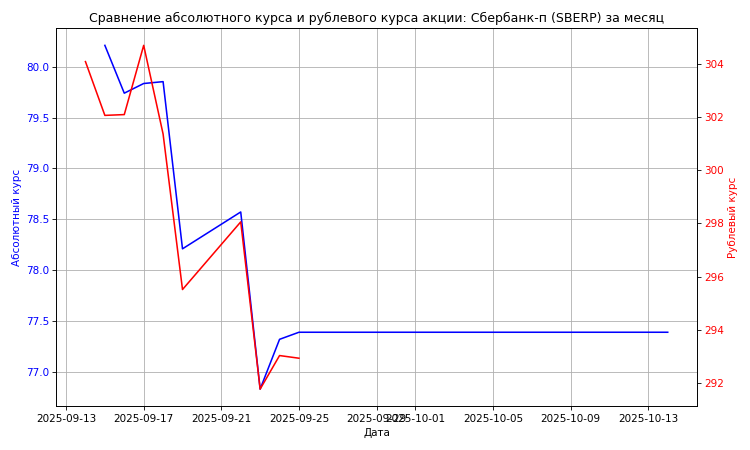 Сравнение абсолютного курса и рублевого курса акции: Сбербанк-п (SBERP) за месяц
80.0
79.5
79.0
78.5
78.0
77.5
77.0
Абсолютный курс
304
302
300
298
296
294
292
Рублевый курс
2025-09-13 2025-09-17 2025-09-21 2025-09-25 2025-09-29 2025-10-01 2025-10-05 2025-10-09 2025-10-13
Дата